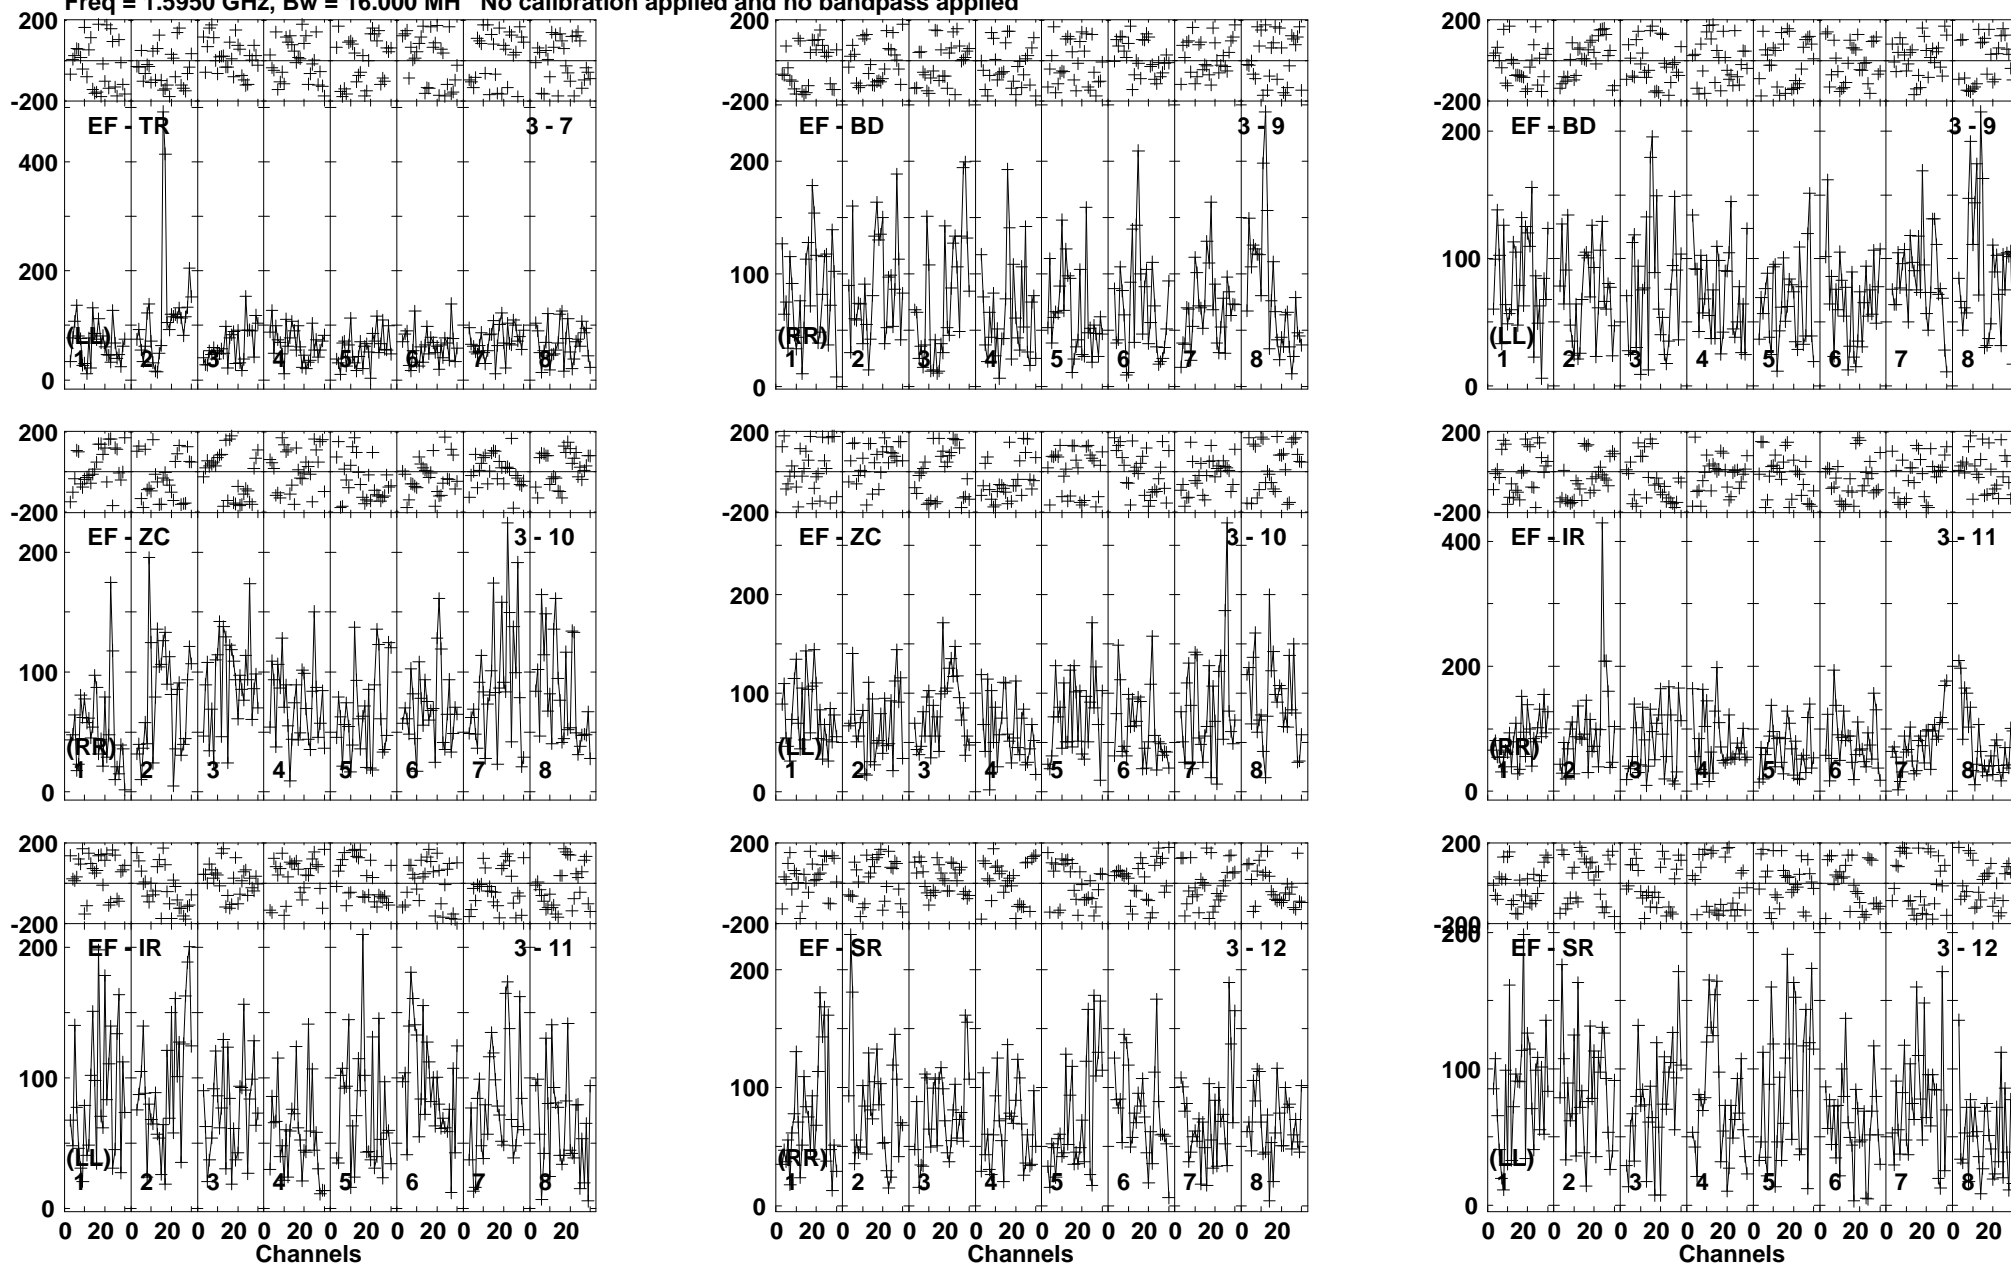 Freq = 1.5950 GHz, Bw = 16.000 MH No calibration applied and no bandpass applied
200 200 200
-200 -200 -200
EF - TR 3 - 7 EF - BD 3 - 9 EF - BD 3 - 9
400 200 200
200 100 100
(LL) (RR) (LL)
1 2 3 4 5 6 7 8 1 2 3 4 5 6 7 8 1 2 3 4 5 6 7 8
0 0 0
200 200 200
-200 -200 -200
EF - ZC 3 - 10 EF - ZC 3 - 10 EF - IR 3 - 11
200 200 400
100 100 200
(RR) (LL) (RR)
1 2 3 4 5 6 7 8 1 2 3 4 5 6 7 8 1 2 3 4 5 6 7 8
0 0 0
200 200 200
-200 -200 -200
EF - IR 3 - 11 EF - SR 3 - 12 EF - SR 3 - 12
200 200 200
100 100 100
(LL) (RR) (LL)
1 2 3 4 5 6 7 8 1 2 3 4 5 6 7 8 1 2 3 4 5 6 7 8
0 0 0
0 20 0 20 0 20 0 20 0 20 0 20 0 20 0 20 0 20 0 20 0 20 0 20 0 20 0 20 0 20 0 20 0 20 0 20 0 20 0 20 0 20 0 20 0 20 0 20
Channels Channels Channels